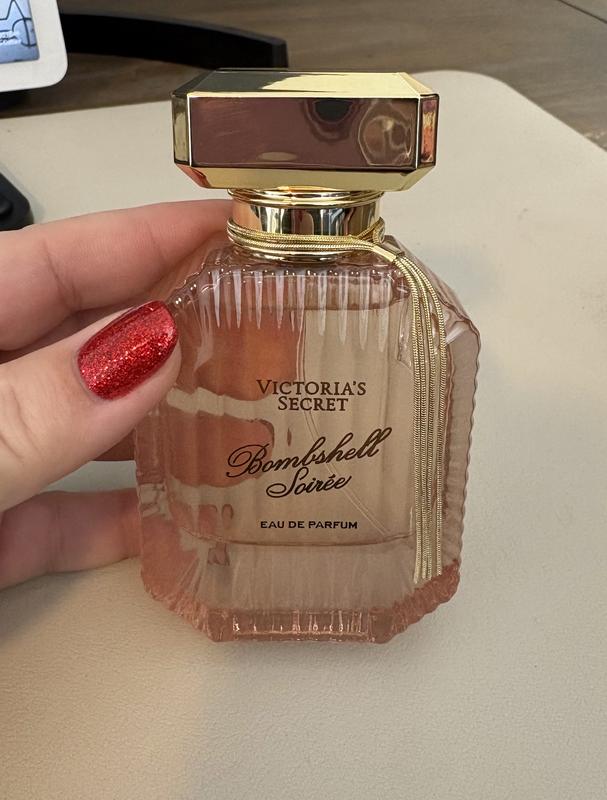 VICTORIA'S
SECRET
Bombshell
Soirée
EAU DE PARFUM